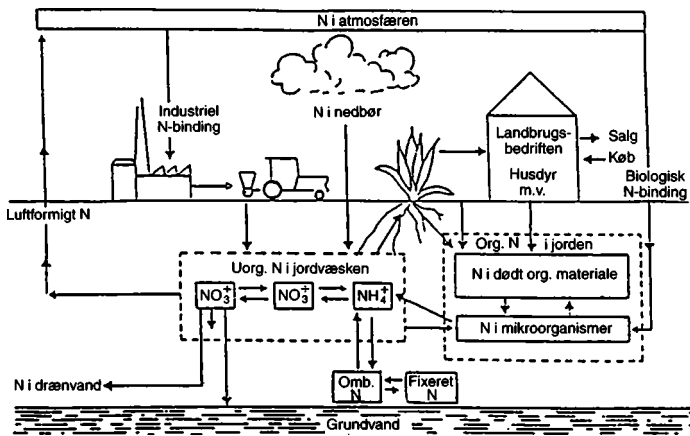 N i atmosfæren
Industriel
N-binding
N i nedbør
Landbrugs-
bedriften
Husdyr
m.v.
Salg
Køb
Biologisk
N-binding
Luftformigt N
Org. N i jorden
Uorg. N i jordvæsken
N i dødt org. materiale
NO₃⁺
NO₃⁺
NH₄⁺
N i mikroorganismer
N i drænvand
Omb.
N
Fixeret
N
Grundvand